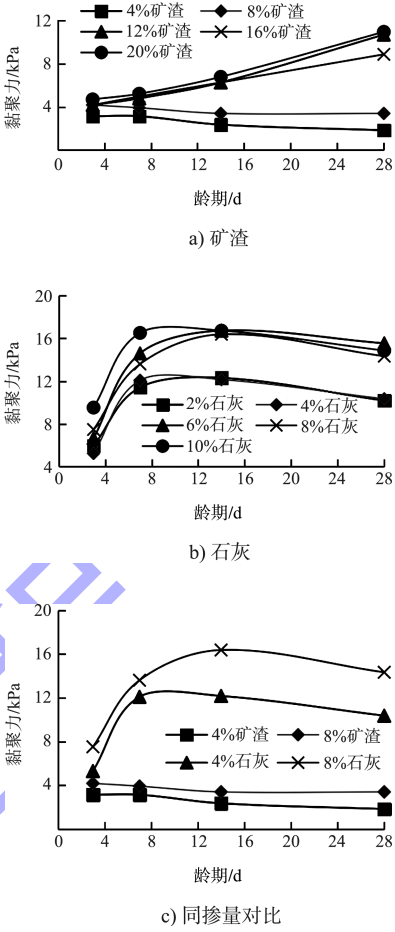 4%矿渣 8%矿渣
12%矿渣 16%矿渣
20%矿渣
黏聚力/kPa
12
8
4
0 4 8 12 16 20 24 28
龄期/d
a) 矿渣
黏聚力/kPa
20
16
12
8
4
2%石灰 4%石灰
6%石灰 8%石灰
10%石灰
0 4 8 12 16 20 24 28
龄期/d
b) 石灰
黏聚力/kPa
20
16
12
8
4
4%矿渣 8%矿渣
4%石灰 8%石灰
0 4 8 12 16 20 24 28
龄期/d
c) 同掺量对比